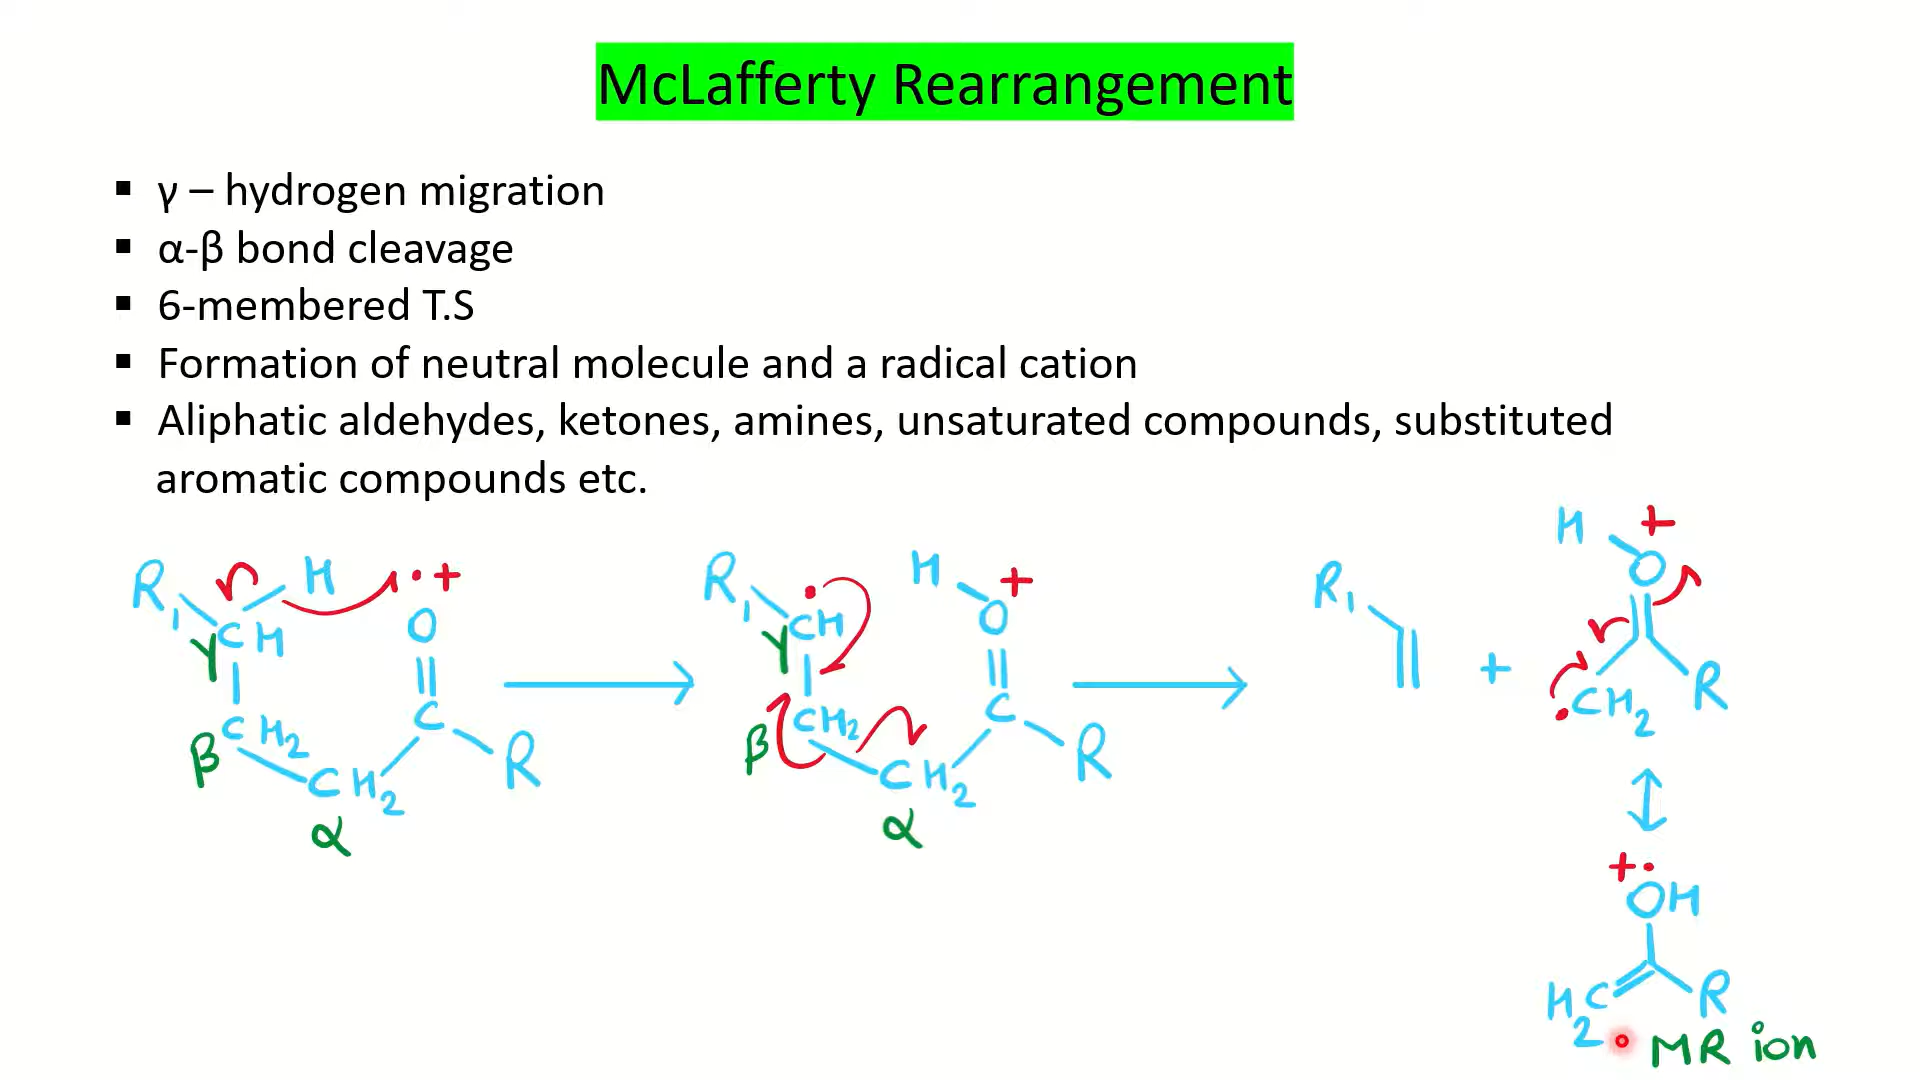 McLafferty Rearrangement
▪ γ – hydrogen migration
▪ α-β bond cleavage
▪ 6-membered T.S
▪ Formation of neutral molecule and a radical cation
▪ Aliphatic aldehydes, ketones, amines, unsaturated compounds, substituted
aromatic compounds etc.
R₁ H •+
γ CH O
β CH₂ C
CH₂ R
α
R₁ • H +
γ CH O
β CH₂ C
CH₂ R
α
R₁ + H +
O
•CH₂ R
+•
OH
H₂C R
MR ion